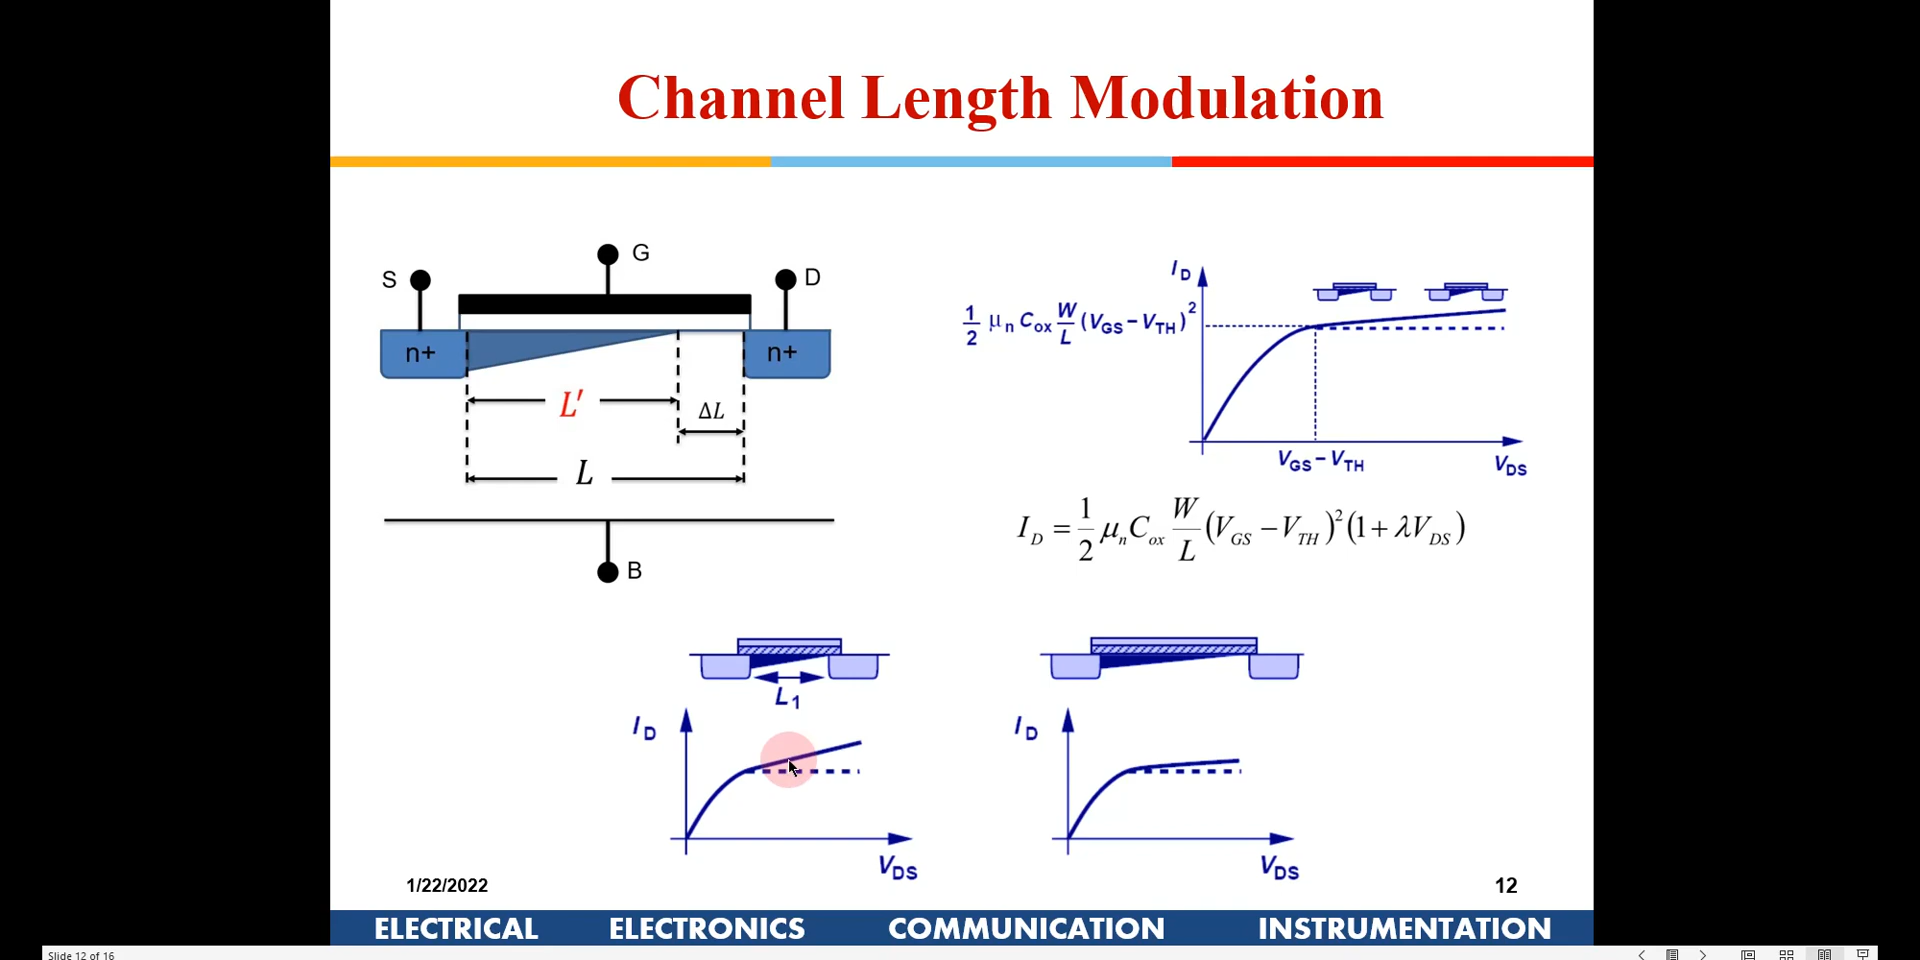 Channel Length Modulation
G
S
D
n+
n+
L′
ΔL
L
B
I_D
1/2 μ_n C_ox W/L (V_GS − V_TH)^2
V_GS − V_TH
V_DS
I_D = 1/2 μ_n C_ox W/L (V_GS − V_TH)^2 (1 + λV_DS)
L_1
I_D
V_DS
I_D
V_DS
1/22/2022
12
ELECTRICAL ELECTRONICS COMMUNICATION INSTRUMENTATION
Slide 12 of 16